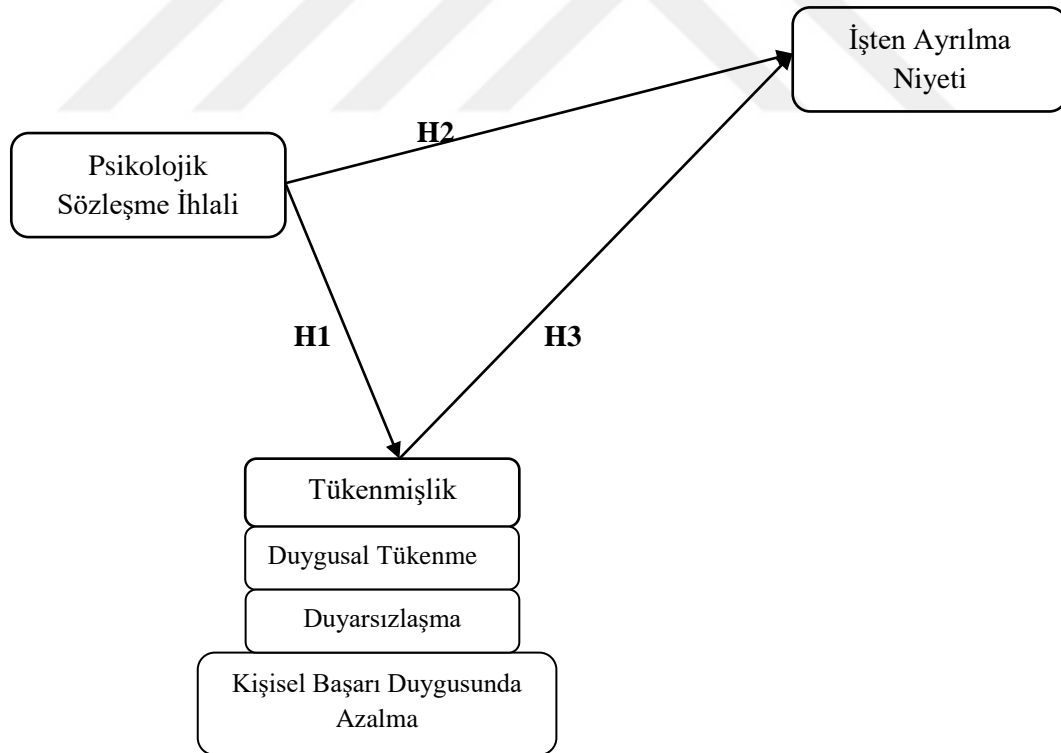 İşten Ayrılma
Niyeti
H2
Psikolojik
Sözleşme İhlali
H1
H3
Tükenmişlik
Duygusal Tükenme
Duyarsızlaşma
Kişisel Başarı Duygusunda
Azalma